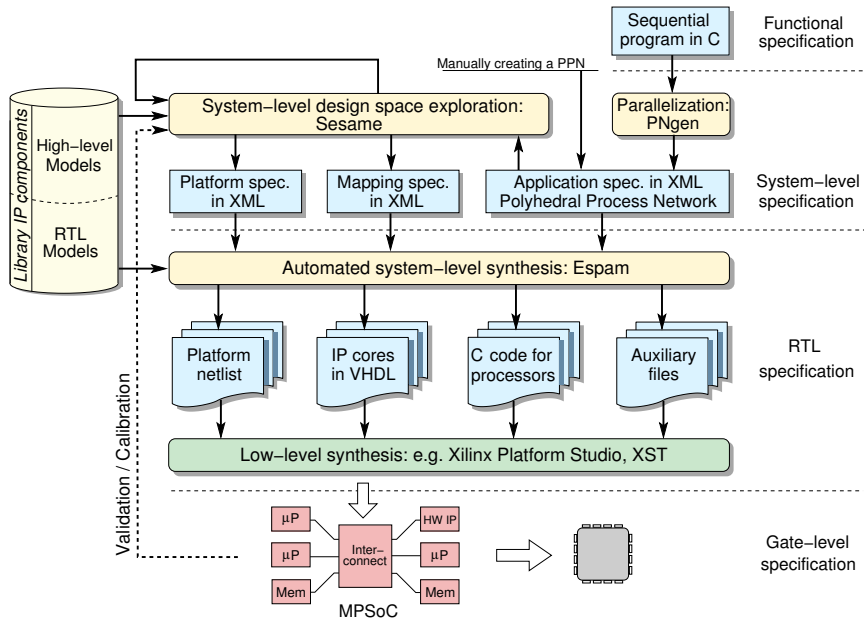 Sequential
program in C
Functional
specification
Manually creating a PPN
System–level design space exploration:
Sesame
Parallelization:
PNgen
Library IP components
High–level
Models
RTL
Models
Platform spec.
in XML
Mapping spec.
in XML
Application spec. in XML
Polyhedral Process Network
System–level
specification
Automated system–level synthesis: Espam
Platform
netlist
IP cores
in VHDL
C code for
processors
Auxiliary
files
RTL
specification
Low–level synthesis: e.g. Xilinx Platform Studio, XST
Validation / Calibration
μP
HW IP
μP
Inter–
connect
μP
Mem
Mem
MPSoC
Gate–level
specification